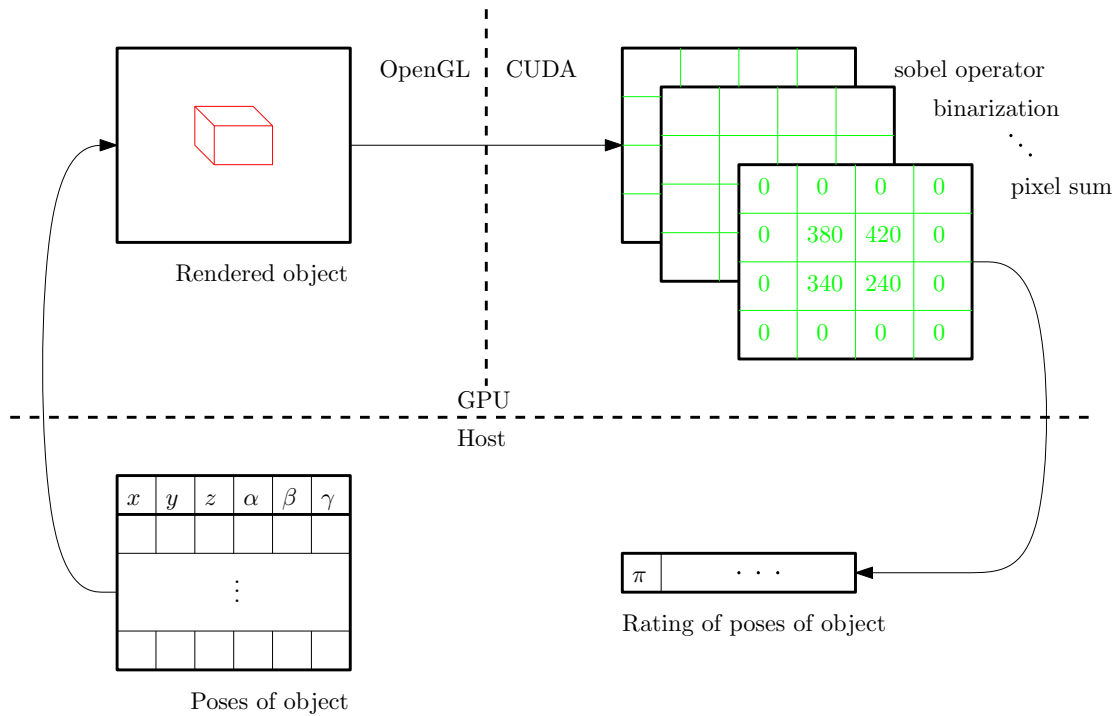 OpenGL CUDA
sobel operator
binarization
pixel sum
0 0 0 0
0 380 420 0
0 340 240 0
0 0 0 0
Rendered object
GPU
Host
x y z α β γ
⋮
Poses of object
π · · ·
Rating of poses of object